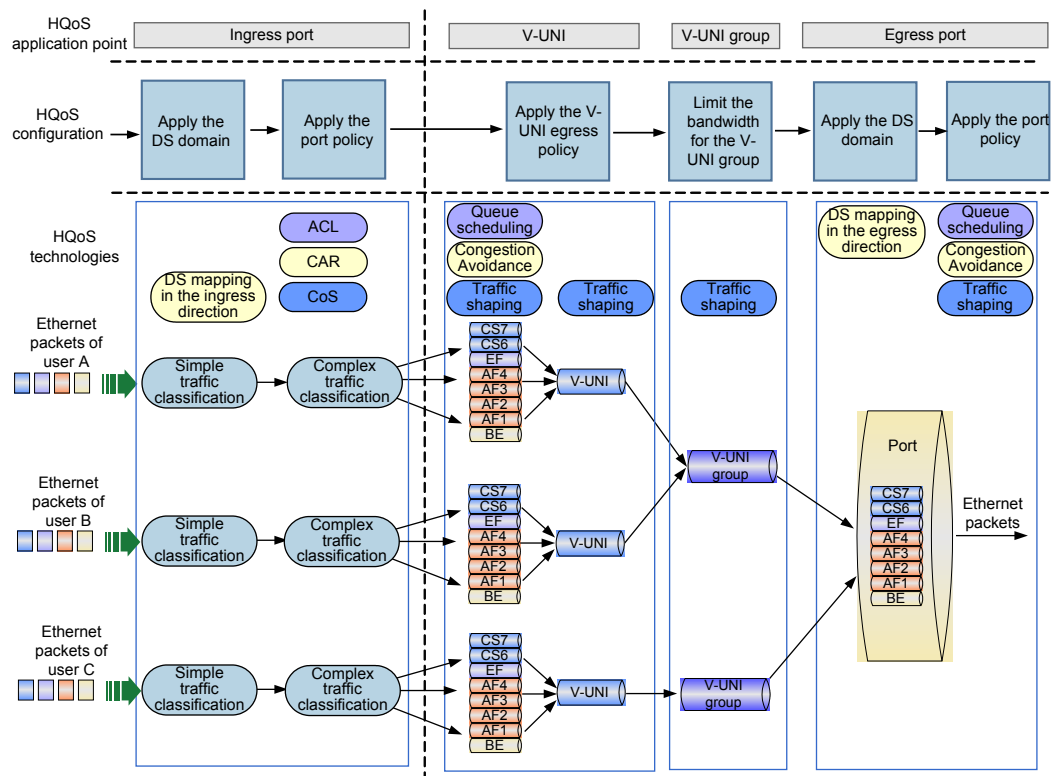 HQoS
application point
Ingress port
V-UNI
V-UNI group
Egress port
HQoS
configuration
Apply the
DS domain
Apply the
port policy
Apply the V-
UNI egress
policy
Limit the
bandwidth
for the V-
UNI group
Apply the DS
domain
Apply the port
policy
HQoS
technologies
DS mapping
in the ingress
direction
ACL
CAR
CoS
Queue
scheduling
Congestion
Avoidance
Traffic
shaping
Traffic
shaping
Traffic
shaping
DS mapping
in the egress
direction
Queue
scheduling
Congestion
Avoidance
Traffic
shaping
Ethernet
packets of
user A
Simple
traffic
classification
Complex
traffic
classification
CS7
CS6
EF
AF4
AF3
AF2
AF1
BE
V-UNI
V-UNI
group
Ethernet
packets of
user B
Simple
traffic
classification
Complex
traffic
classification
CS7
CS6
EF
AF4
AF3
AF2
AF1
BE
V-UNI
Port
CS7
CS6
EF
AF4
AF3
AF2
AF1
BE
Ethernet
packets
Ethernet
packets of
user C
Simple
traffic
classification
Complex
traffic
classification
CS7
CS6
EF
AF4
AF3
AF2
AF1
BE
V-UNI
V-UNI
group